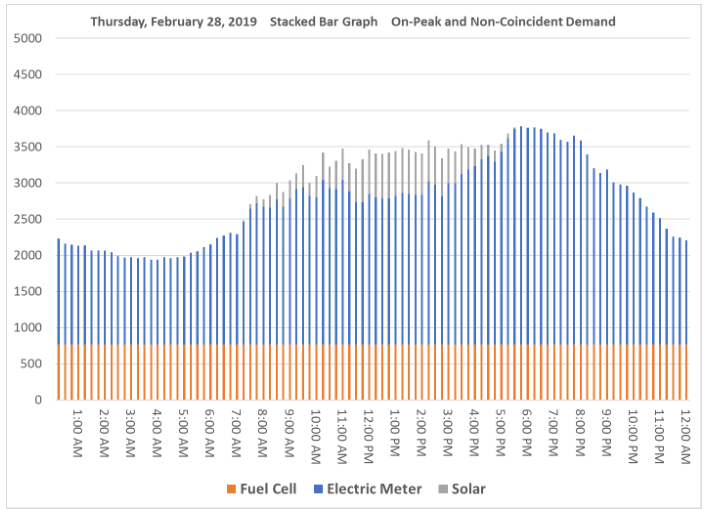 Thursday, February 28, 2019 Stacked Bar Graph On-Peak and Non-Coincident Demand
5000
4500
4000
3500
3000
2500
2000
1500
1000
500
0
1:00 AM
2:00 AM
3:00 AM
4:00 AM
5:00 AM
6:00 AM
7:00 AM
8:00 AM
9:00 AM
10:00 AM
11:00 AM
12:00 PM
1:00 PM
2:00 PM
3:00 PM
4:00 PM
5:00 PM
6:00 PM
7:00 PM
8:00 PM
9:00 PM
10:00 PM
11:00 PM
12:00 AM
Fuel Cell Electric Meter Solar